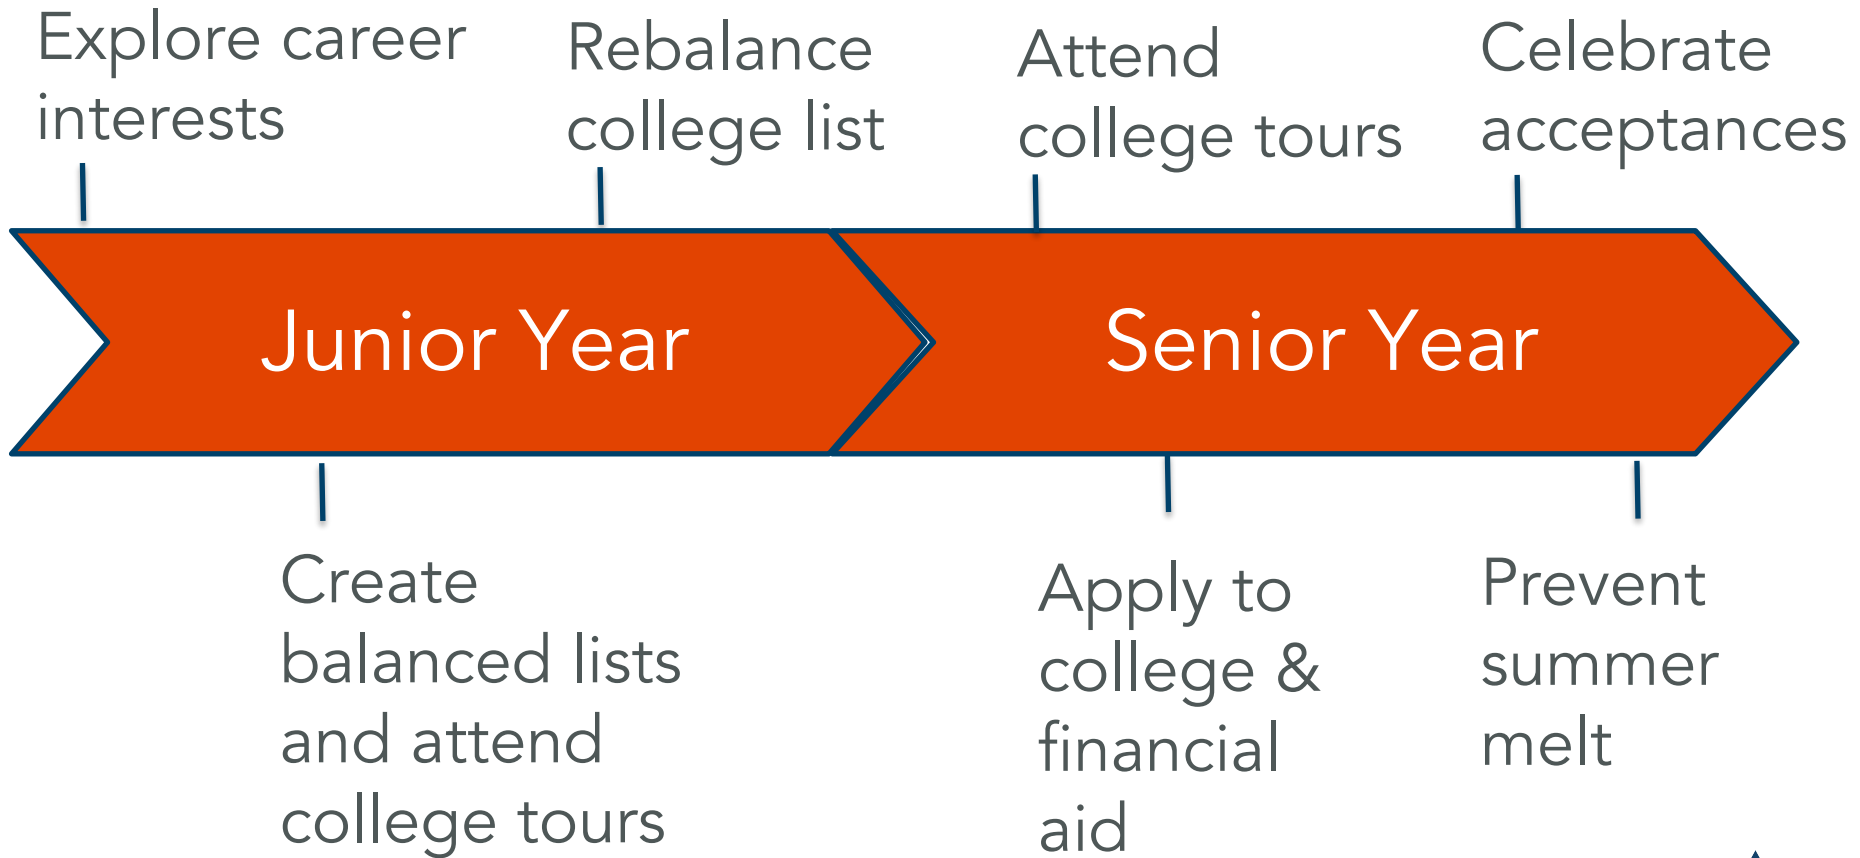 Explore career
interests
Rebalance
college list
Attend
college tours
Celebrate
acceptances
Junior Year
Senior Year
Create
balanced lists
and attend
college tours
Apply to
college &
financial
aid
Prevent
summer
melt